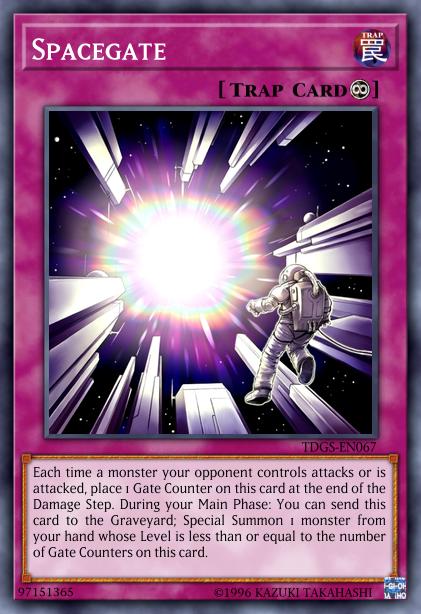 SPACEGATE
TRAP
罠
[TRAP CARD]
TDGS-EN067
Each time a monster your opponent controls attacks or is
attacked, place 1 Gate Counter on this card at the end of the
Damage Step. During your Main Phase: You can send this
card to the Graveyard; Special Summon 1 monster from
your hand whose Level is less than or equal to the number
of Gate Counters on this card.
97151365
©1996 KAZUKI TAKAHASHI